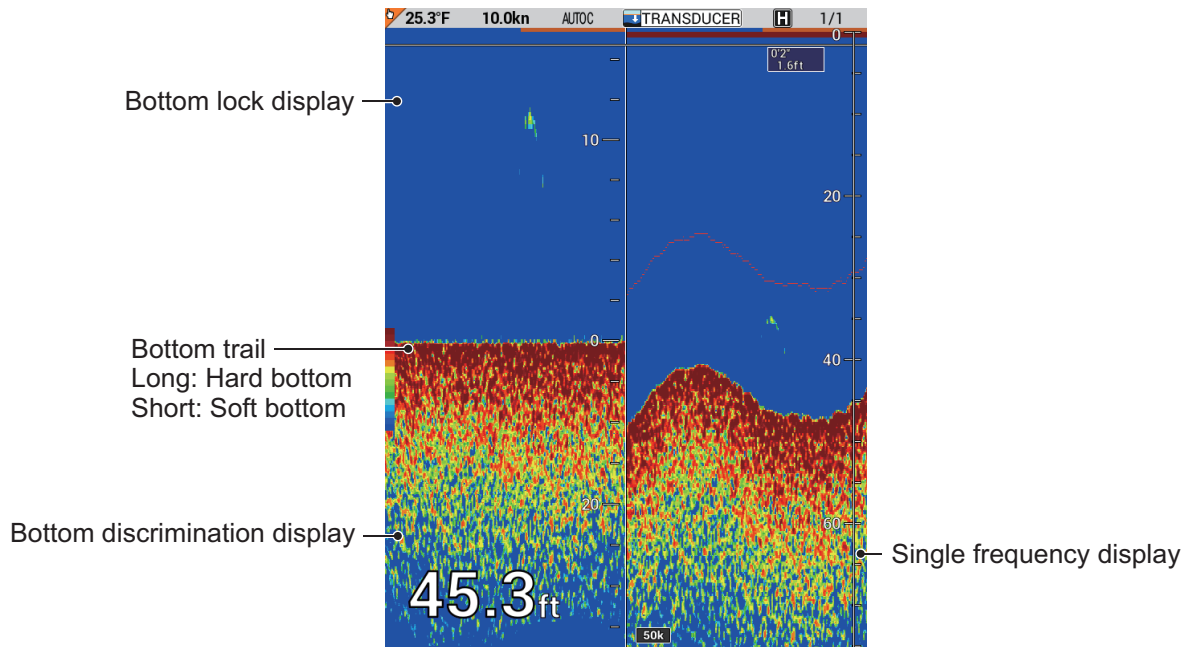 25.3°F 10.0kn AUTOC TRANSDUCER H 1/1
0
0'2"
1.6ft
Bottom lock display
10
20
Bottom trail
Long: Hard bottom
Short: Soft bottom
0
40
20
60
Bottom discrimination display
Single frequency display
45.3ft
50k